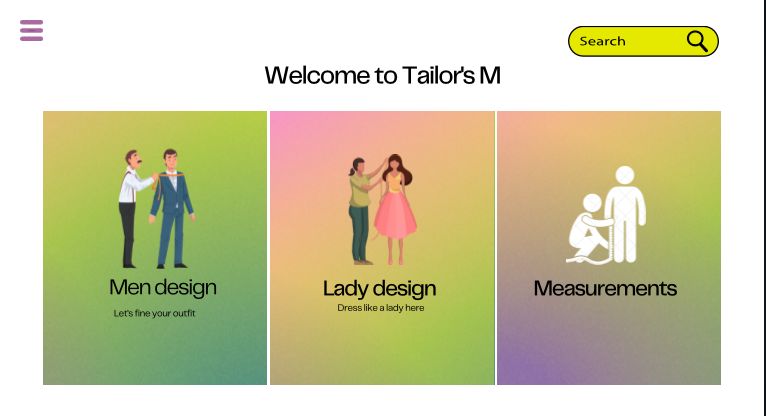 Search
Welcome to Tailor's M
Men design
Let's fine your outfit
Lady design
Dress like a lady here
Measurements